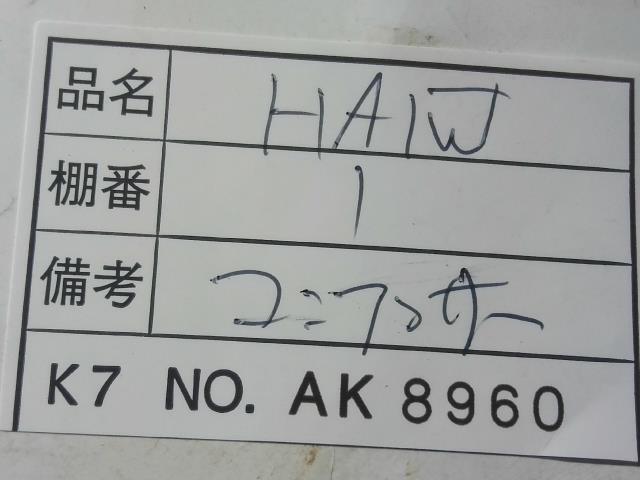 品名 HAIW
棚番 1
備考 コンプレッサー
K7 NO. AK 8960